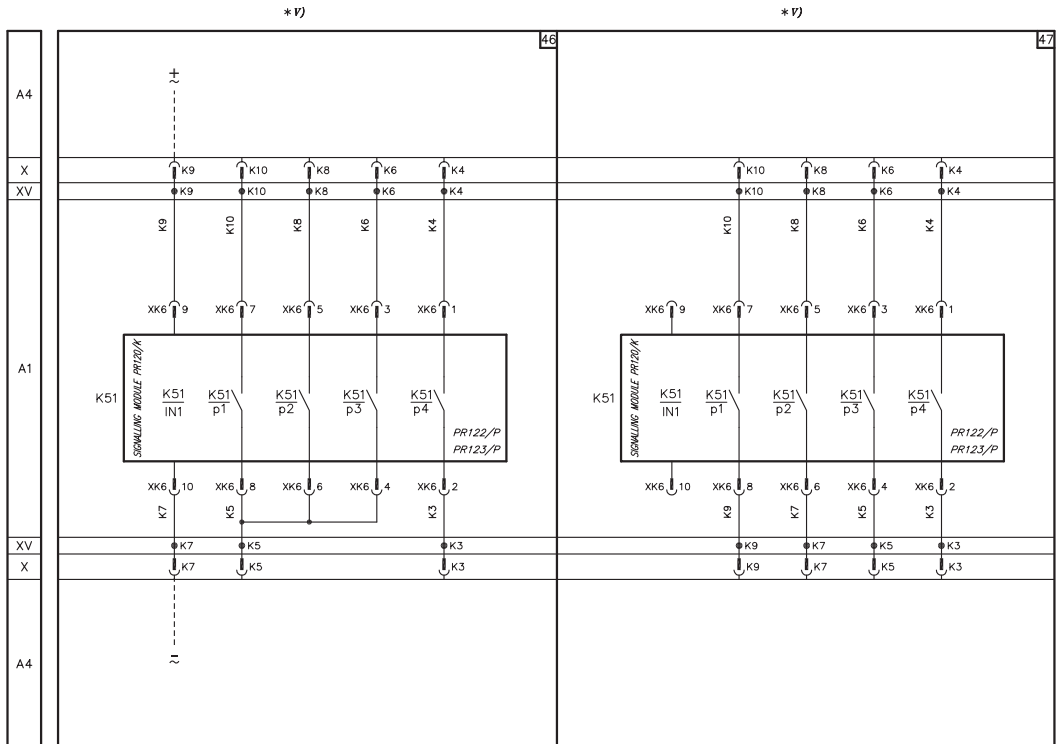 *V) *V)
46 47
+
~
A4
X K9 K10 K8 K6 K4 K10 K8 K6 K4
XV K9 K10 K8 K6 K4 K10 K8 K6 K4
K9 K10 K8 K6 K4 K10 K8 K6 K4
XK6 9 XK6 7 XK6 5 XK6 3 XK6 1 XK6 9 XK6 7 XK6 5 XK6 3 XK6 1
A1
SIGNALLING MODULE PR120/K SIGNALLING MODULE PR120/K
K51 K51 K51 K51 K51 K51 K51 K51 K51 K51 K51 K51
IN1 p1 p2 p3 p4 IN1 p1 p2 p3 p4
PR122/P PR122/P
PR123/P PR123/P
XK6 10 XK6 8 XK6 6 XK6 4 XK6 2 XK6 10 XK6 8 XK6 6 XK6 4 XK6 2
K7 K5 K3 K9 K7 K5 K3
XV K7 K5 K3 K9 K7 K5 K3
X K7 K5 K3 K9 K7 K5 K3
A4
-
~